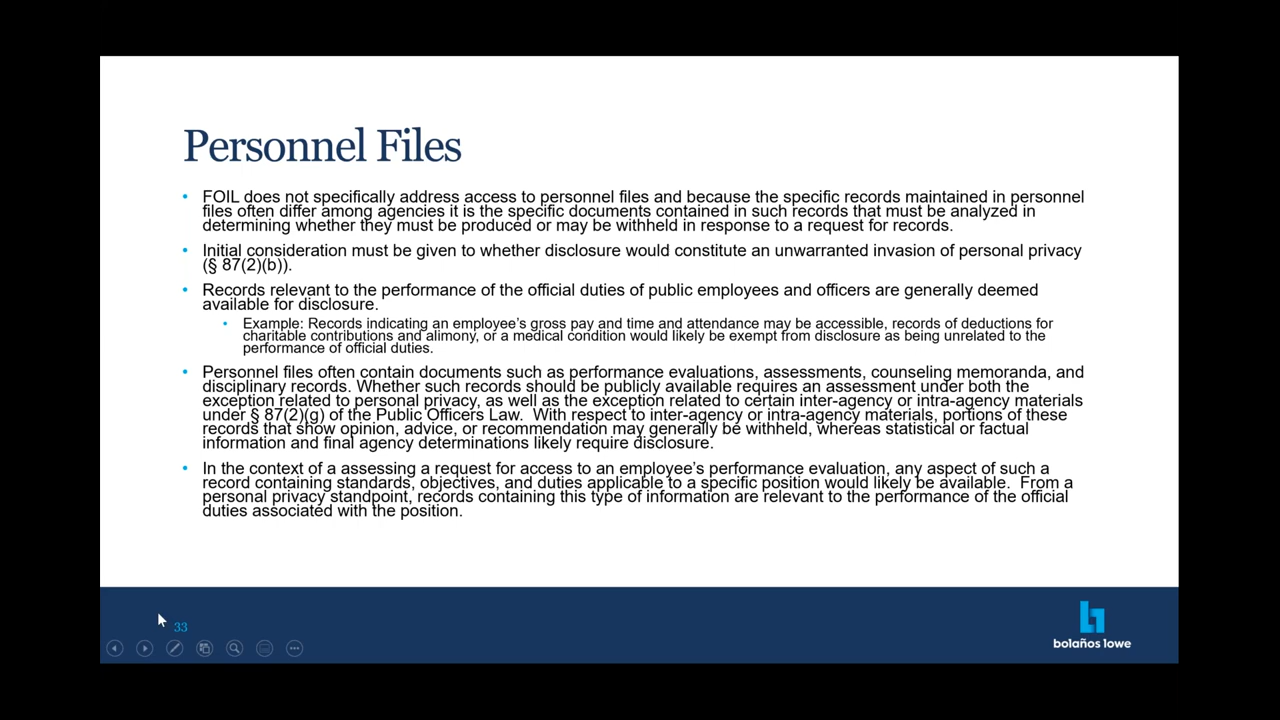 Personnel Files
• FOIL does not specifically address access to personnel files and because the specific records maintained in personnel
files often differ among agencies it is the specific documents contained in such records that must be analyzed in
determining whether they must be produced or may be withheld in response to a request for records.
• Initial consideration must be given to whether disclosure would constitute an unwarranted invasion of personal privacy
(§ 87(2)(b)).
• Records relevant to the performance of the official duties of public employees and officers are generally deemed
available for disclosure.
• Example: Records indicating an employee’s gross pay and time and attendance may be accessible, records of deductions for
charitable contributions and alimony, or a medical condition would likely be exempt from disclosure as being unrelated to the
performance of official duties.
• Personnel files often contain documents such as performance evaluations, assessments, counseling memoranda, and
disciplinary records. Whether such records should be publicly available requires an assessment under both the
exception related to personal privacy, as well as the exception related to certain inter-agency or intra-agency materials
under § 87(2)(g) of the Public Officers Law.  With respect to inter-agency or intra-agency materials, portions of these
records that show opinion, advice, or recommendation may generally be withheld, whereas statistical or factual
information and final agency determinations likely require disclosure.
• In the context of a assessing a request for access to an employee’s performance evaluation, any aspect of such a
record containing standards, objectives, and duties applicable to a specific position would likely be available.  From a
personal privacy standpoint, records containing this type of information are relevant to the performance of the official
duties associated with the position.
33
bolaños lowe